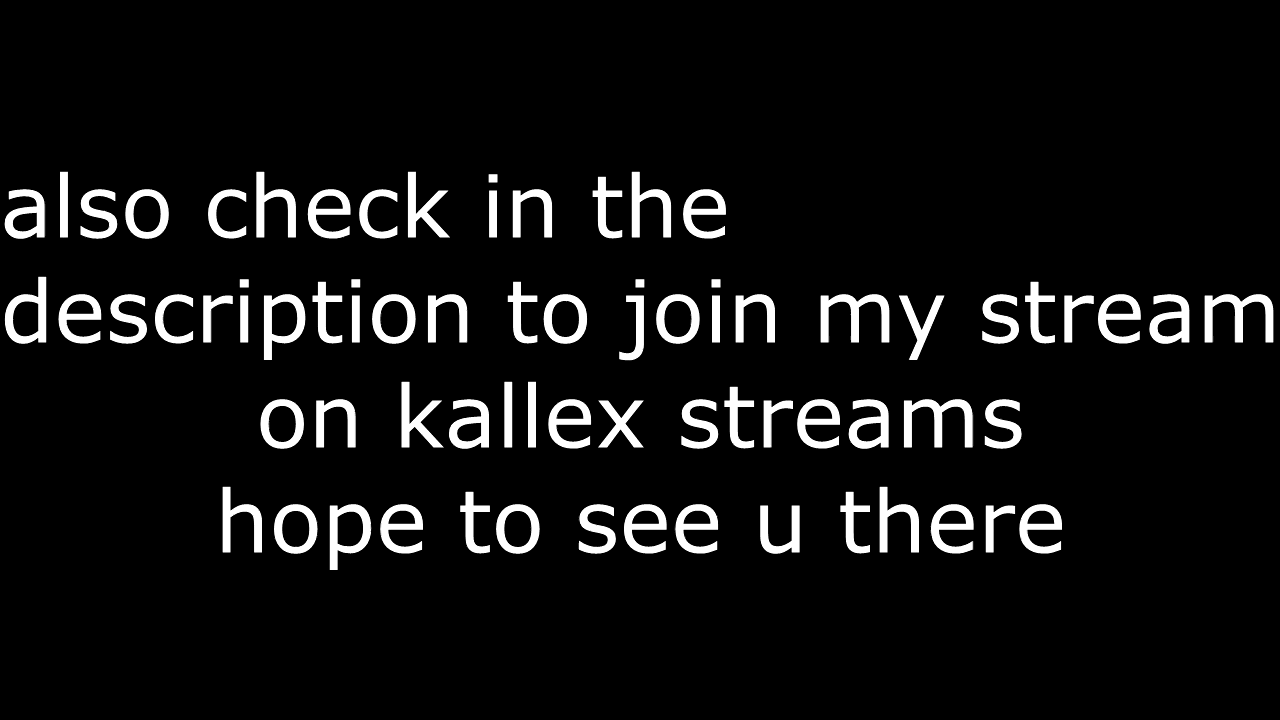 also check in the
description to join my stream
on kallex streams
hope to see u there